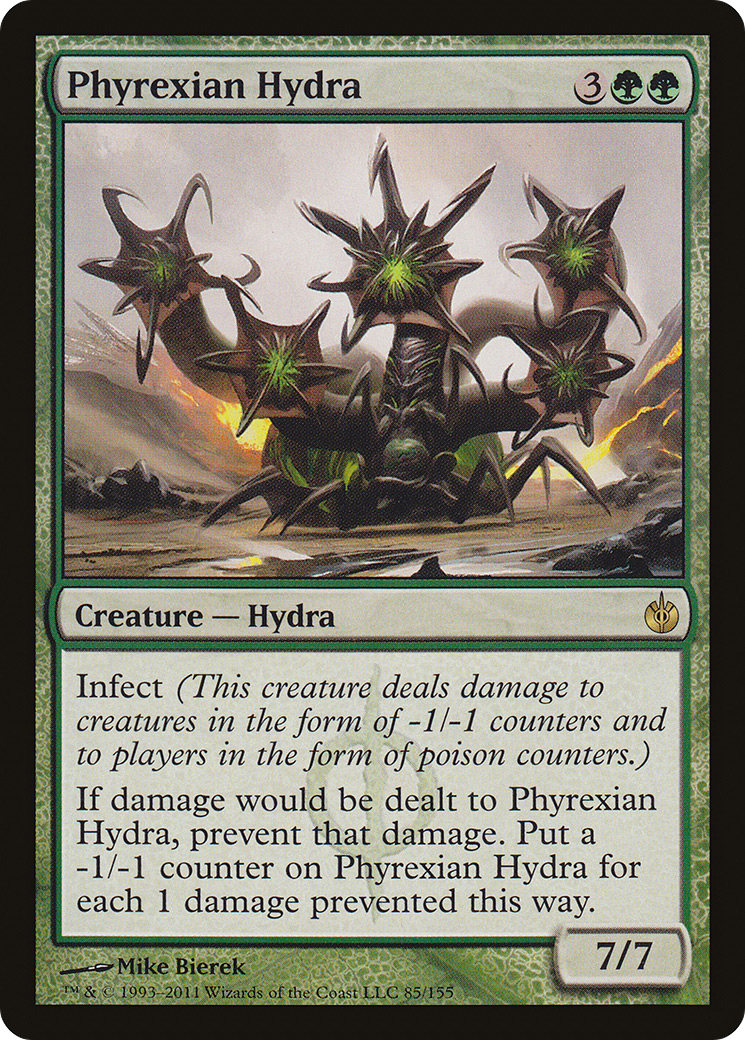 Phyrexian Hydra 3
Creature — Hydra
Infect (This creature deals damage to
creatures in the form of -1/-1 counters and
to players in the form of poison counters.)
If damage would be dealt to Phyrexian
Hydra, prevent that damage. Put a
-1/-1 counter on Phyrexian Hydra for
each 1 damage prevented this way.
7/7
Mike Bierek
™ & © 1993–2011 Wizards of the Coast LLC 85/155